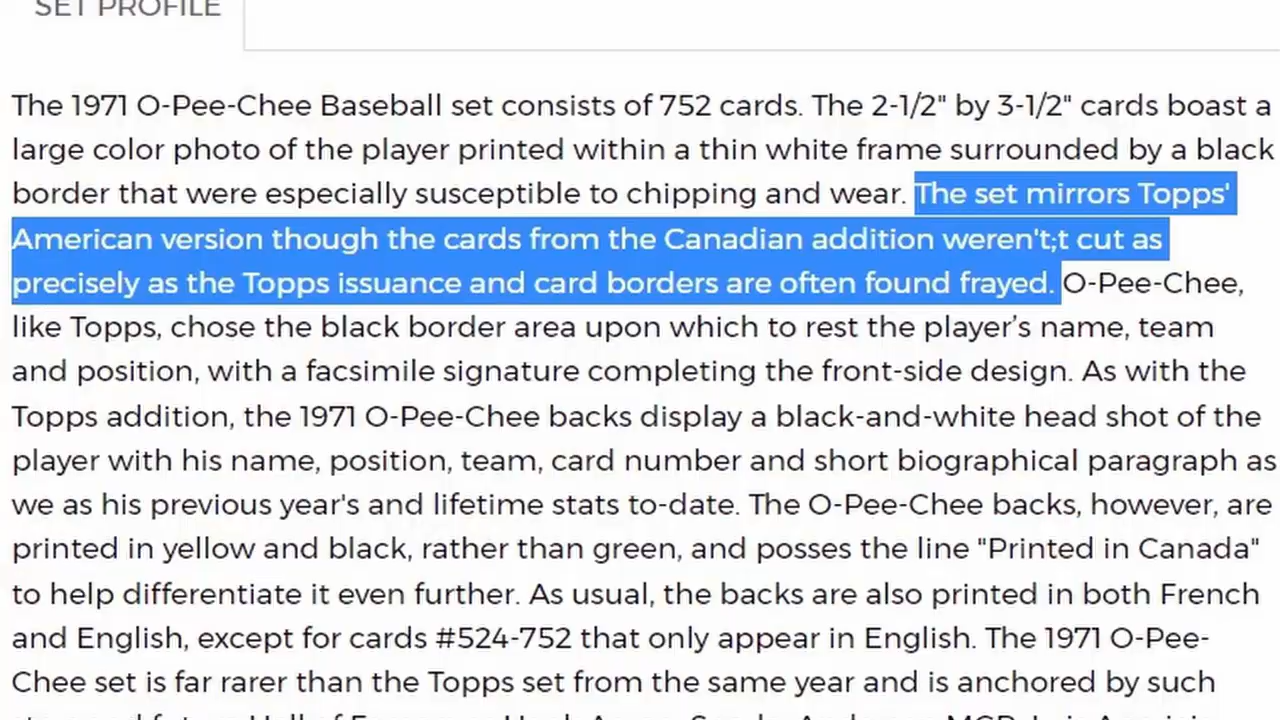 SET PROFILE
The 1971 O-Pee-Chee Baseball set consists of 752 cards. The 2-1/2" by 3-1/2" cards boast a
large color photo of the player printed within a thin white frame surrounded by a black
border that were especially susceptible to chipping and wear. The set mirrors Topps'
American version though the cards from the Canadian addition weren't;t cut as
precisely as the Topps issuance and card borders are often found frayed. O-Pee-Chee,
like Topps, chose the black border area upon which to rest the player’s name, team
and position, with a facsimile signature completing the front-side design. As with the
Topps addition, the 1971 O-Pee-Chee backs display a black-and-white head shot of the
player with his name, position, team, card number and short biographical paragraph as
we as his previous year's and lifetime stats to-date. The O-Pee-Chee backs, however, are
printed in yellow and black, rather than green, and posses the line "Printed in Canada"
to help differentiate it even further. As usual, the backs are also printed in both French
and English, except for cards #524-752 that only appear in English. The 1971 O-Pee-
Chee set is far rarer than the Topps set from the same year and is anchored by such